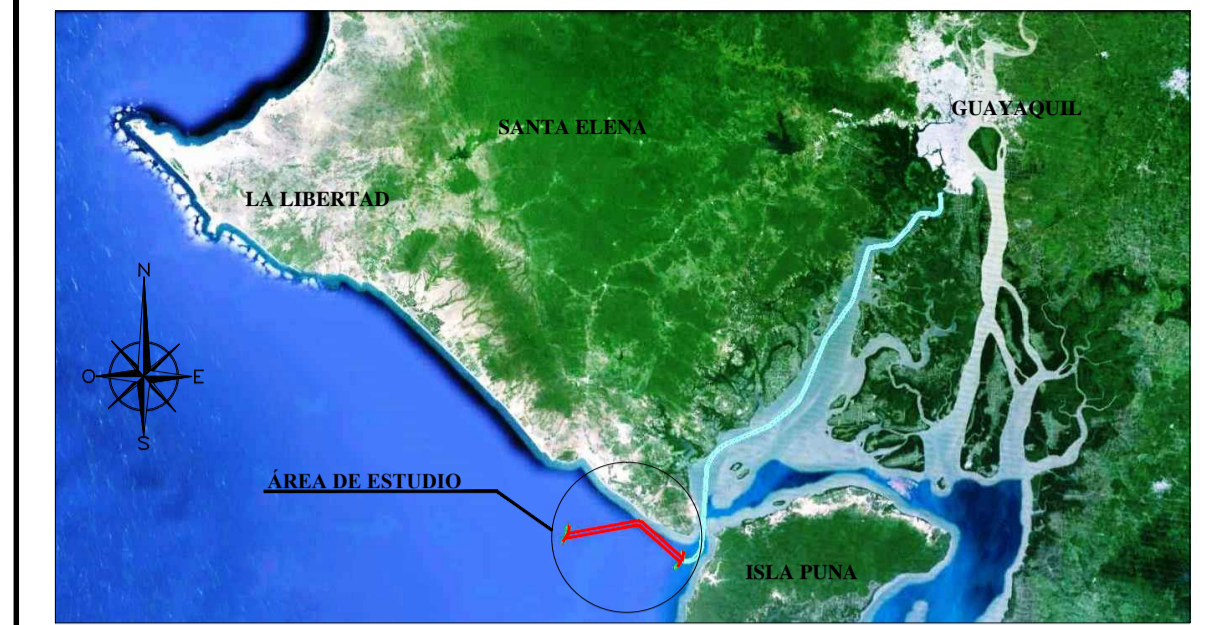 GUAYAQUIL
SANTA ELENA
LA LIBERTAD
N
O
E
S
ÁREA DE ESTUDIO
ISLA PUNA